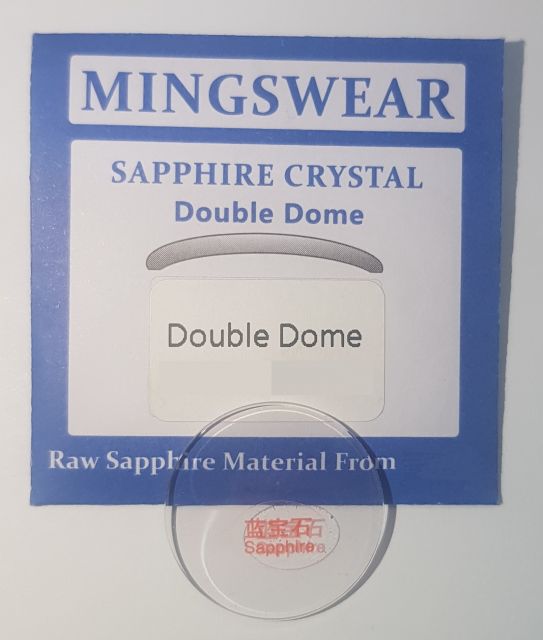 MINGSWEAR
SAPPHIRE CRYSTAL
Double Dome
Double Dome
Raw Sapphire Material From
蓝宝石
Sapphire